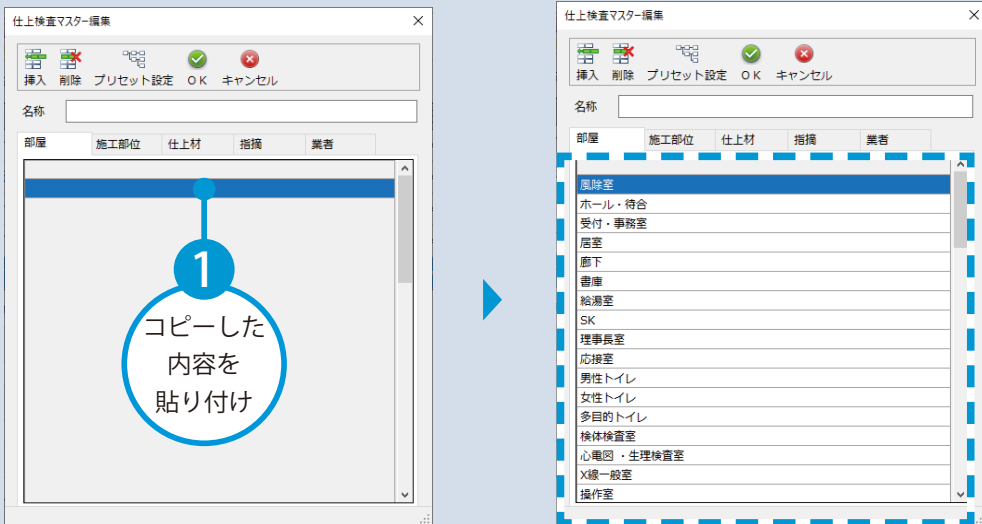 仕上検査マスター編集
挿入 削除 プリセット設定 ＯＫ キャンセル
名称
部屋 施工部位 仕上材 指摘 業者
1
コピーした
内容を
貼り付け
仕上検査マスター編集
挿入 削除 プリセット設定 ＯＫ キャンセル
名称
部屋 施工部位 仕上材 指摘 業者
風除室
ホール・待合
受付・事務室
居室
廊下
書庫
給湯室
SK
理事長室
応接室
男性トイレ
女性トイレ
多目的トイレ
検体検査室
心電図 ・生理検査室
X線一般室
操作室